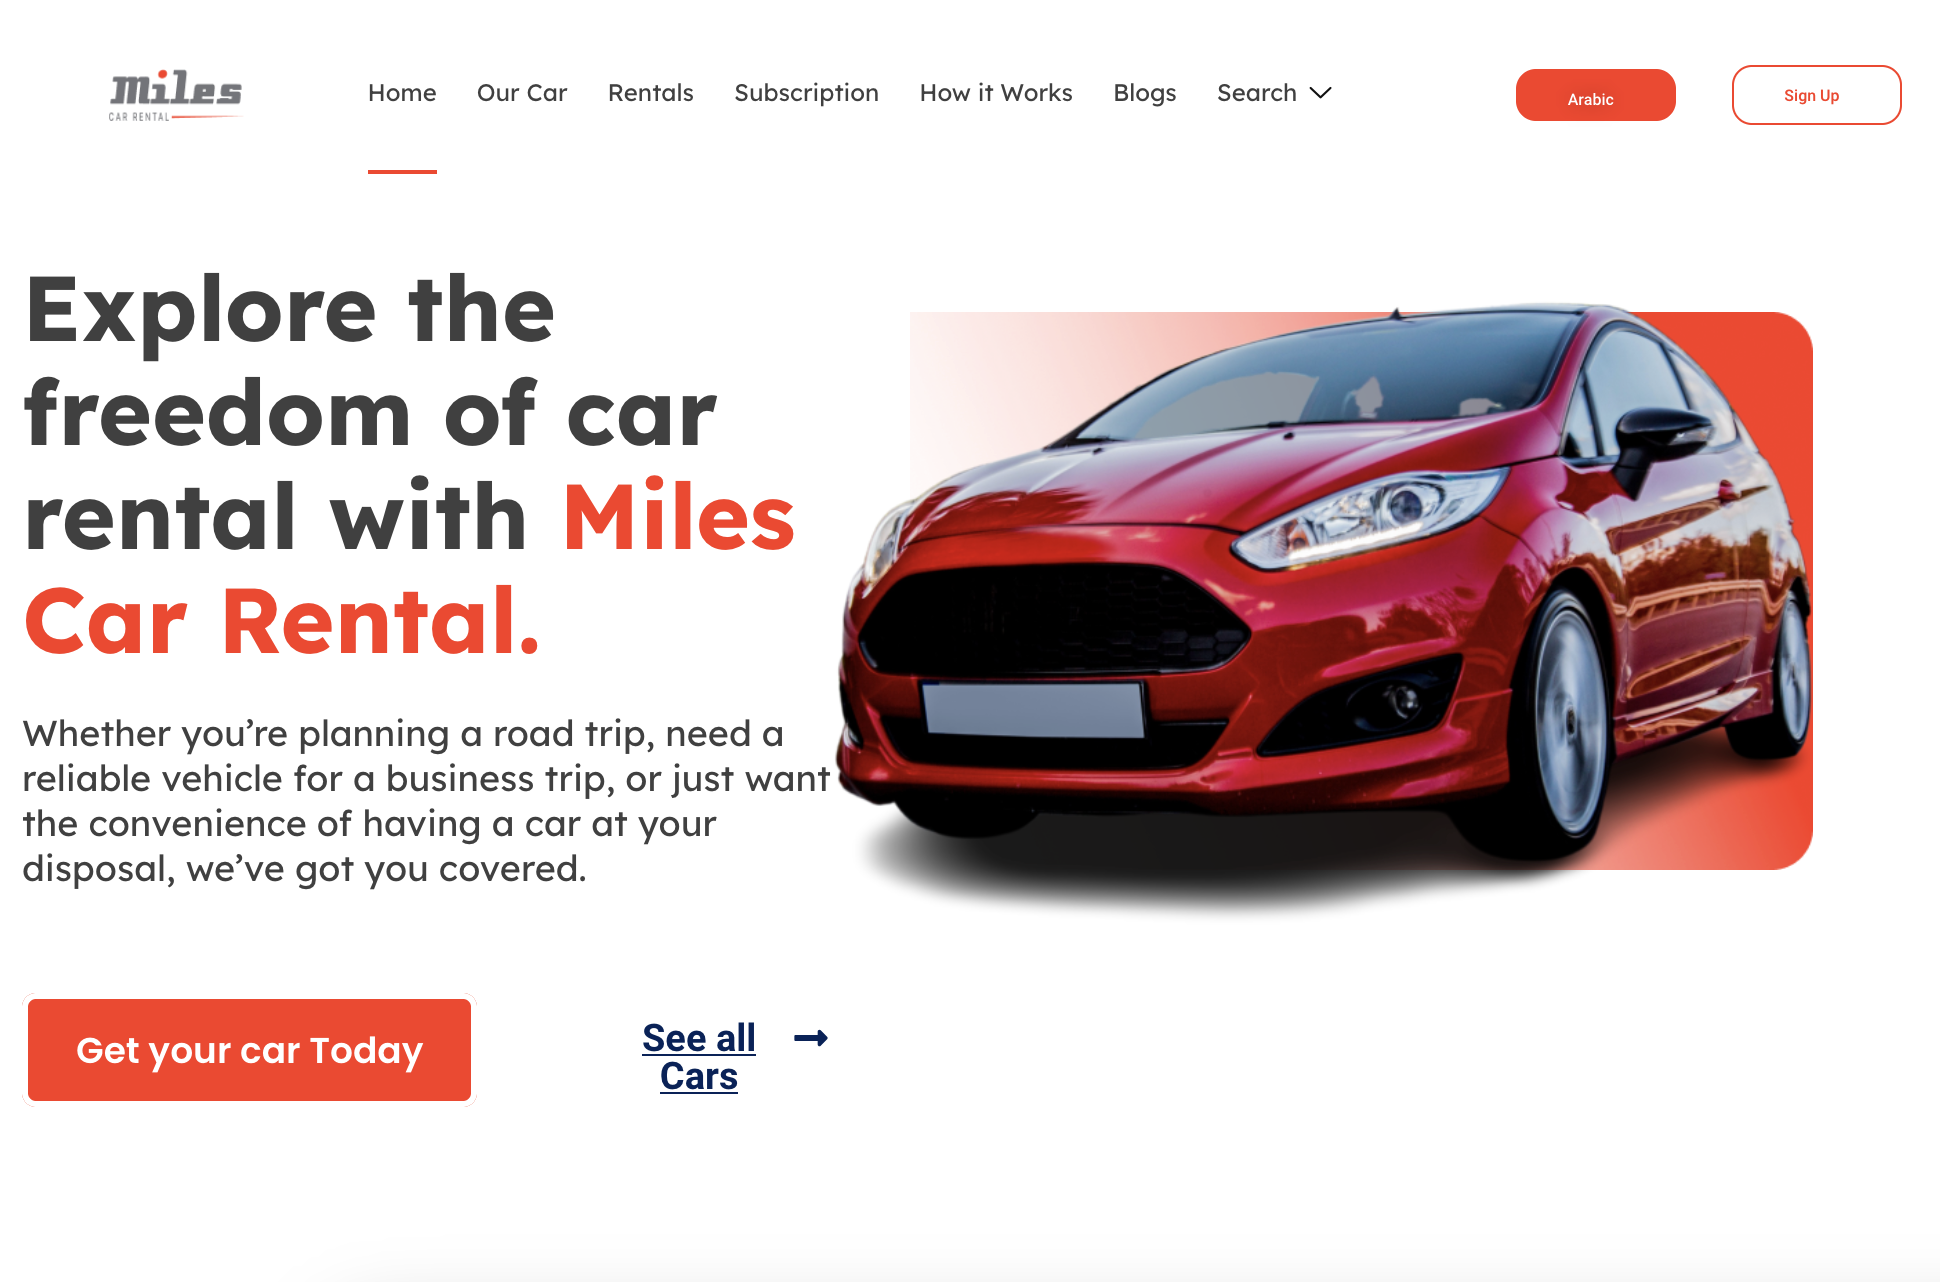 miles
CAR RENTAL
Home Our Car Rentals Subscription How it Works Blogs Search
Arabic
Sign Up
Explore the
freedom of car
rental with Miles
Car Rental.
Whether you’re planning a road trip, need a
reliable vehicle for a business trip, or just want
the convenience of having a car at your
disposal, we’ve got you covered.
Get your car Today
See all
Cars